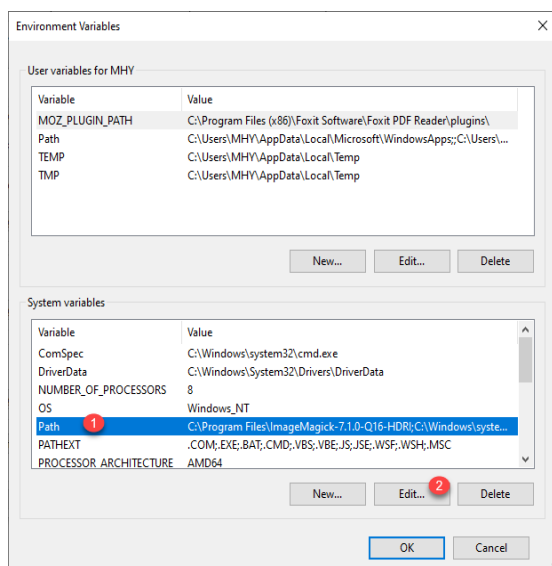 Environment Variables
User variables for MHY
Variable Value
MOZ_PLUGIN_PATH C:\Program Files (x86)\Foxit Software\Foxit PDF Reader\plugins\
Path C:\Users\MHY\AppData\Local\Microsoft\WindowsApps;;C:\Users\...
TEMP C:\Users\MHY\AppData\Local\Temp
TMP C:\Users\MHY\AppData\Local\Temp
New... Edit... Delete
System variables
Variable Value
ComSpec C:\Windows\system32\cmd.exe
DriverData C:\Windows\System32\Drivers\DriverData
NUMBER_OF_PROCESSORS 8
OS Windows_NT
Path 1 C:\Program Files\ImageMagick-7.1.0-Q16-HDRI;C:\Windows\syste...
PATHEXT .COM;.EXE;.BAT;.CMD;.VBS;.VBE;.JS;.JSE;.WSF;.WSH;.MSC
PROCESSOR_ARCHITECTURE AMD64
New... Edit... 2 Delete
OK Cancel